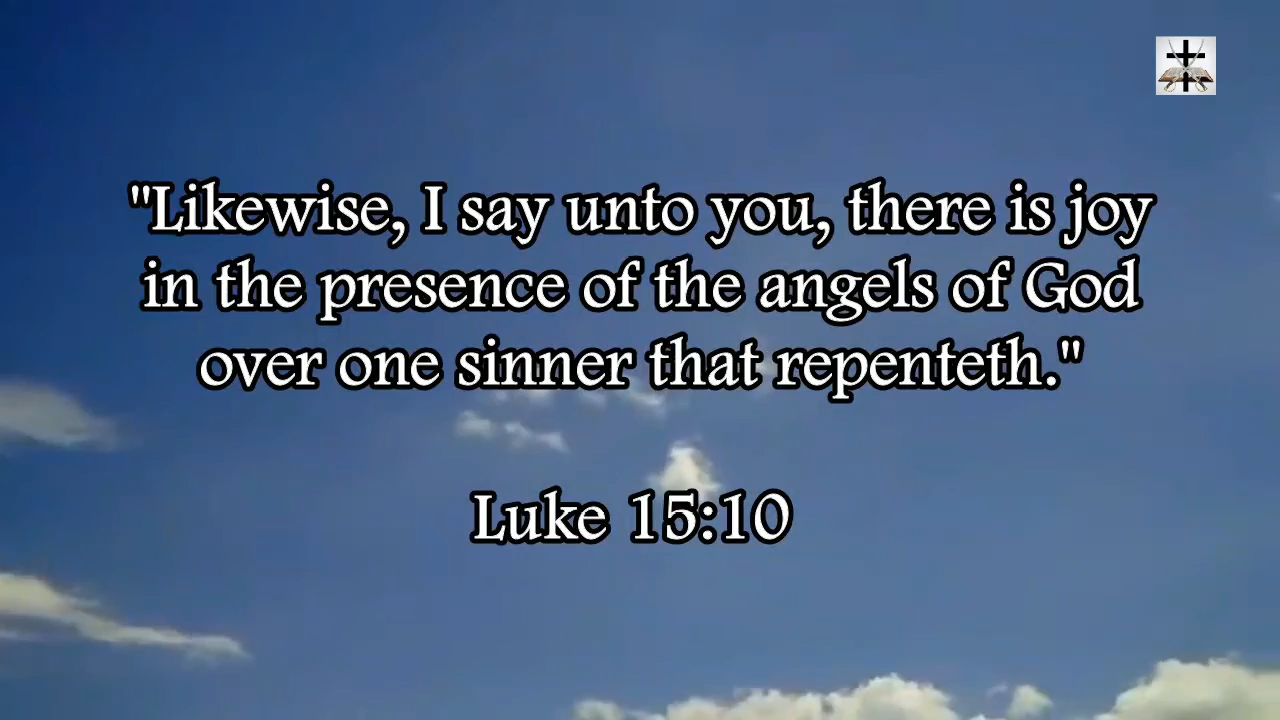 "Likewise, I say unto you, there is joy
in the presence of the angels of God
over one sinner that repenteth."
Luke 15:10